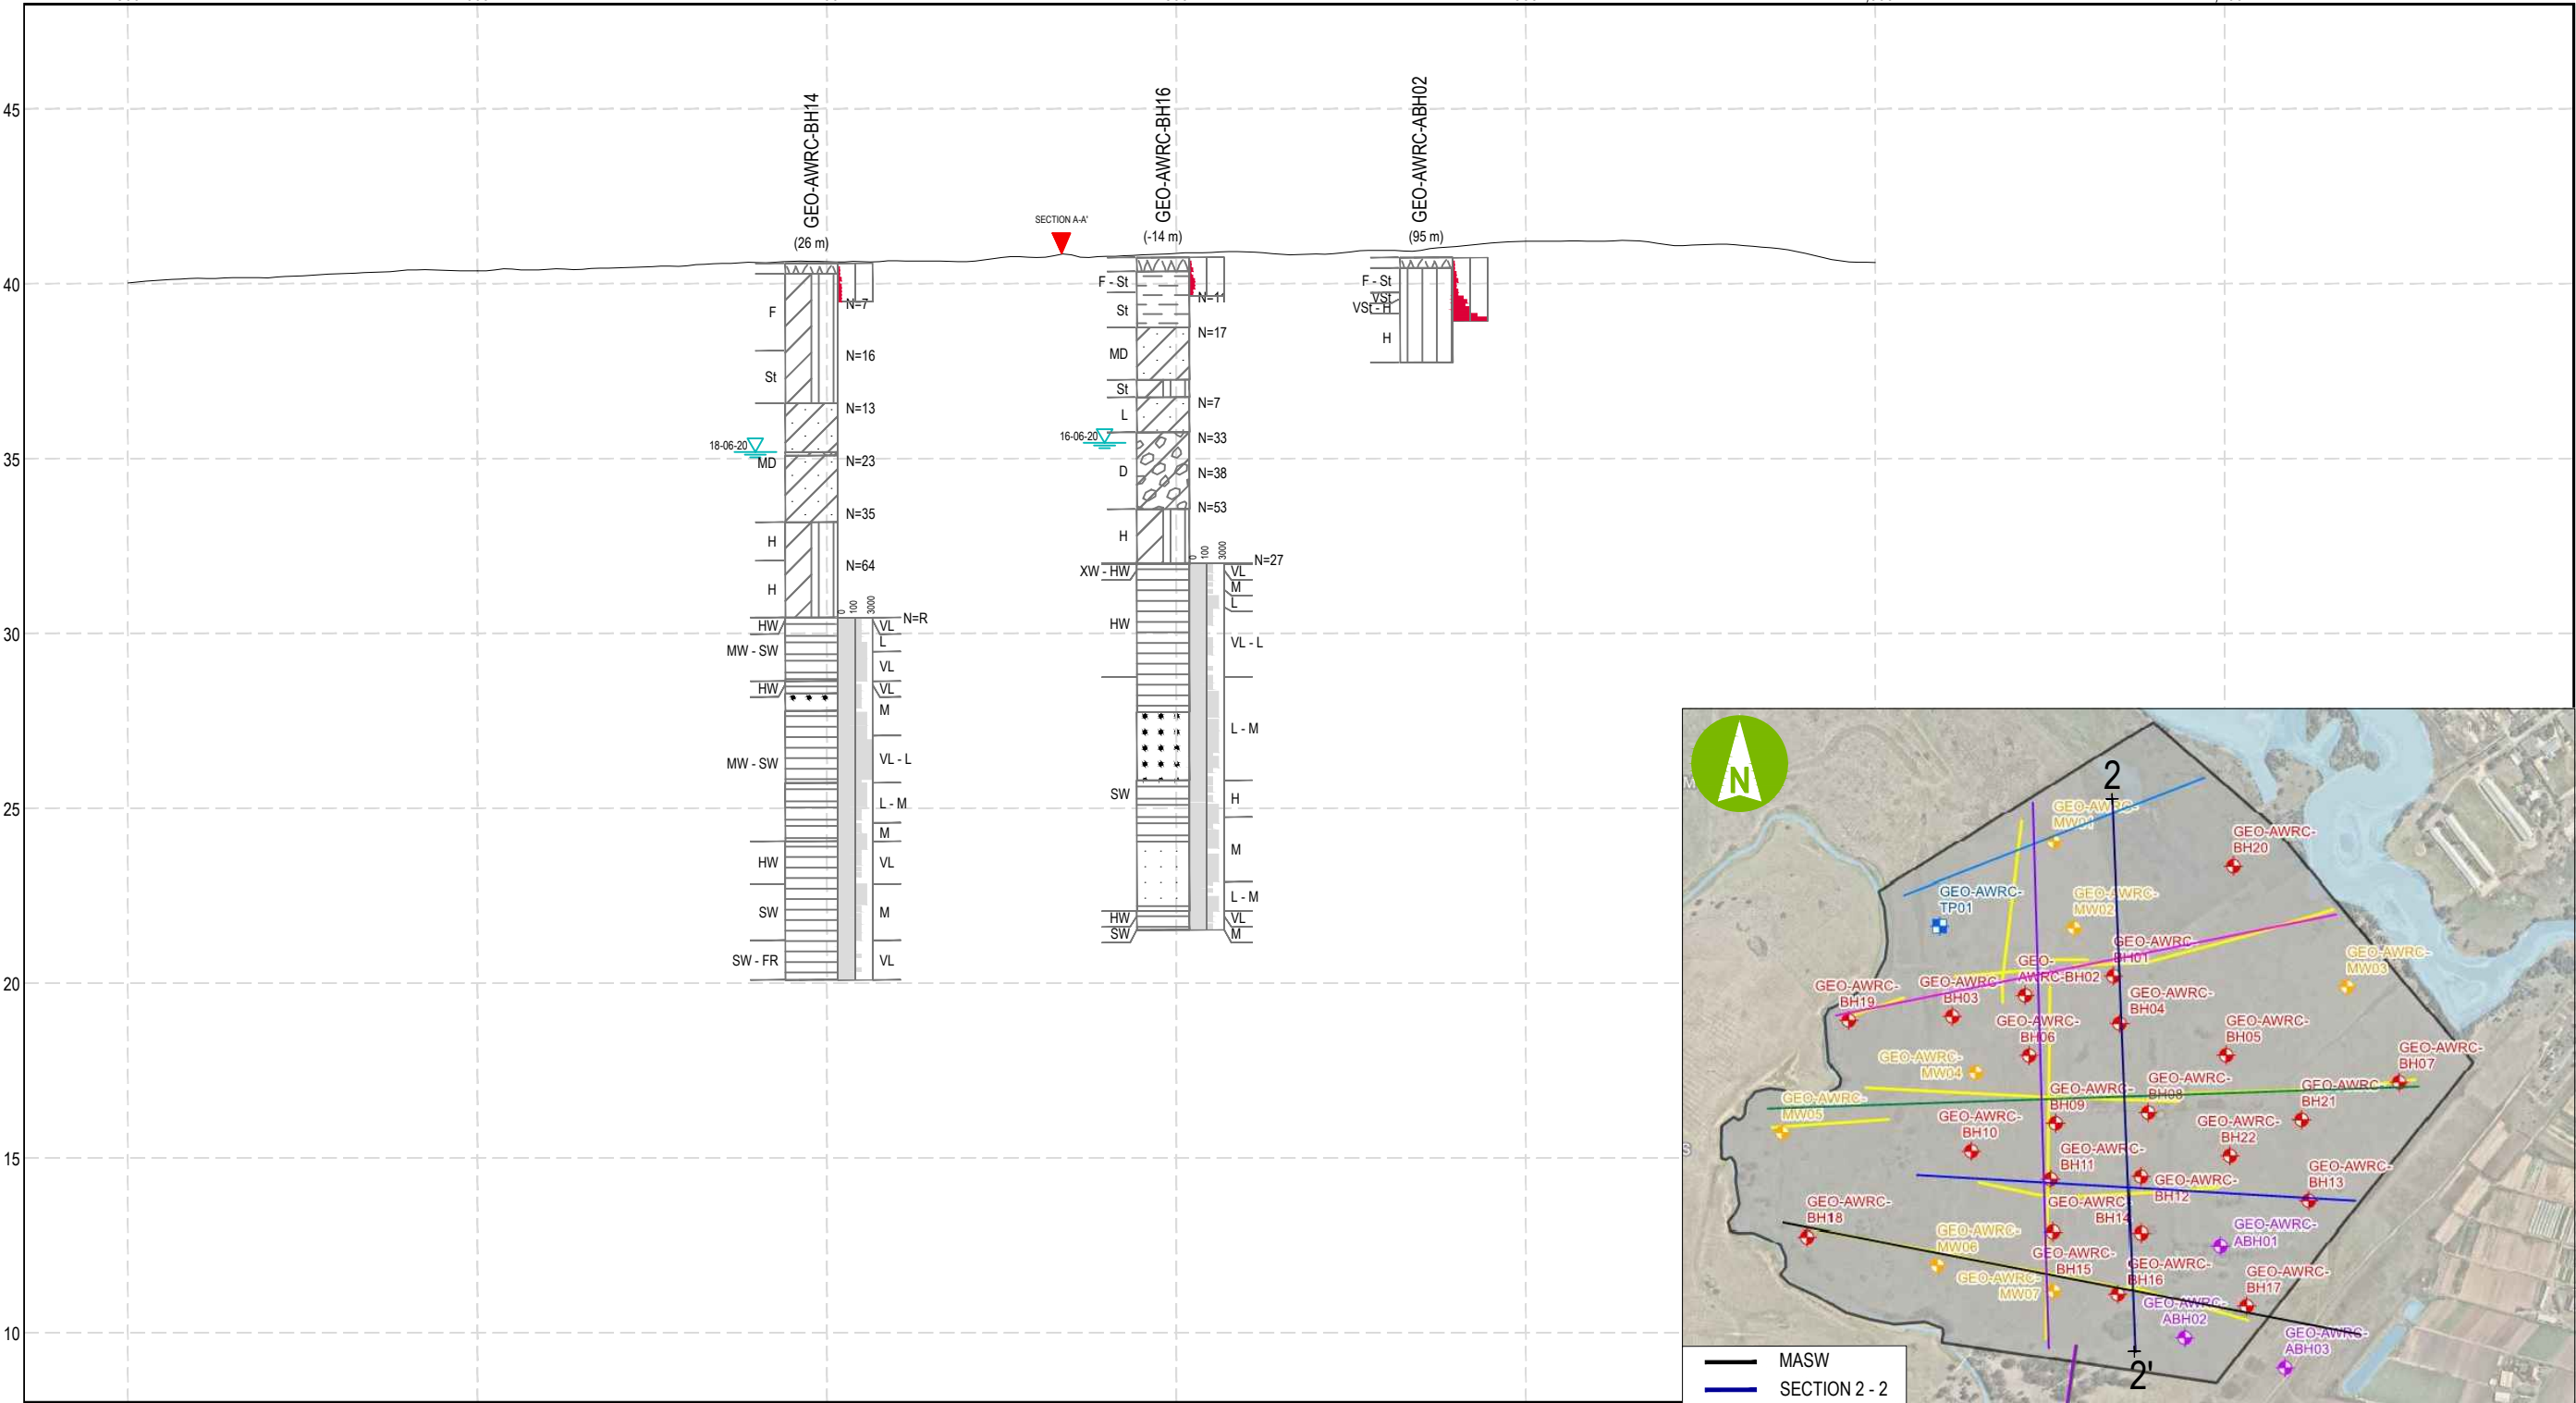 45
40
35
30
25
20
15
10
GEO-AWRC-BH14
(26 m)
F
St
18-06-20
MD
H
H
N=7
N=16
N=13
N=23
N=35
N=64
0
100
3000
N=R
HW
MW - SW
HW
MW - SW
HW
SW
SW - FR
VL
L
VL
VL
M
VL - L
L - M
M
VL
M
VL
SECTION A-A'
GEO-AWRC-BH16
(-14 m)
F - St
St
MD
St
L
16-06-20
D
H
N=17
N=7
N=33
N=38
N=53
0
100
3000
N=27
XW - HW
HW
SW
HW
SW
VL
M
L
VL - L
L - M
H
M
L - M
VL
M
GEO-AWRC-ABH02
(95 m)
F - St
VSt
VSt - H
H
N
2
GEO-AWRC-
MW01
GEO-AWRC-
BH20
GEO-AWRC-
TP01
GEO-AWRC-
MW02
GEO-AWRC-
BH01
GEO-AWRC-
MW03
GEO-
AWRC-BH02
GEO-AWRC-
BH03
GEO-AWRC-
BH19
GEO-AWRC-
BH04
GEO-AWRC-
BH06
GEO-AWRC-
BH05
GEO-AWRC-
BH07
GEO-AWRC-
MW04
GEO-AWRC-
BH08
GEO-AWRC-
BH21
GEO-AWRC-
MW05
GEO-AWRC-
BH09
GEO-AWRC-
BH10
GEO-AWRC-
BH22
GEO-AWRC-
BH11
GEO-AWRC-
BH12
GEO-AWRC-
BH13
GEO-AWRC-
BH18
GEO-AWRC-
BH14
GEO-AWRC-
ABH01
GEO-AWRC-
MW06
GEO-AWRC-
BH15
GEO-AWRC-
BH16
GEO-AWRC-
BH17
GEO-AWRC-
MW07
GEO-AWRC-
ABH02
GEO-AWRC-
ABH03
2'
MASW
SECTION 2 - 2